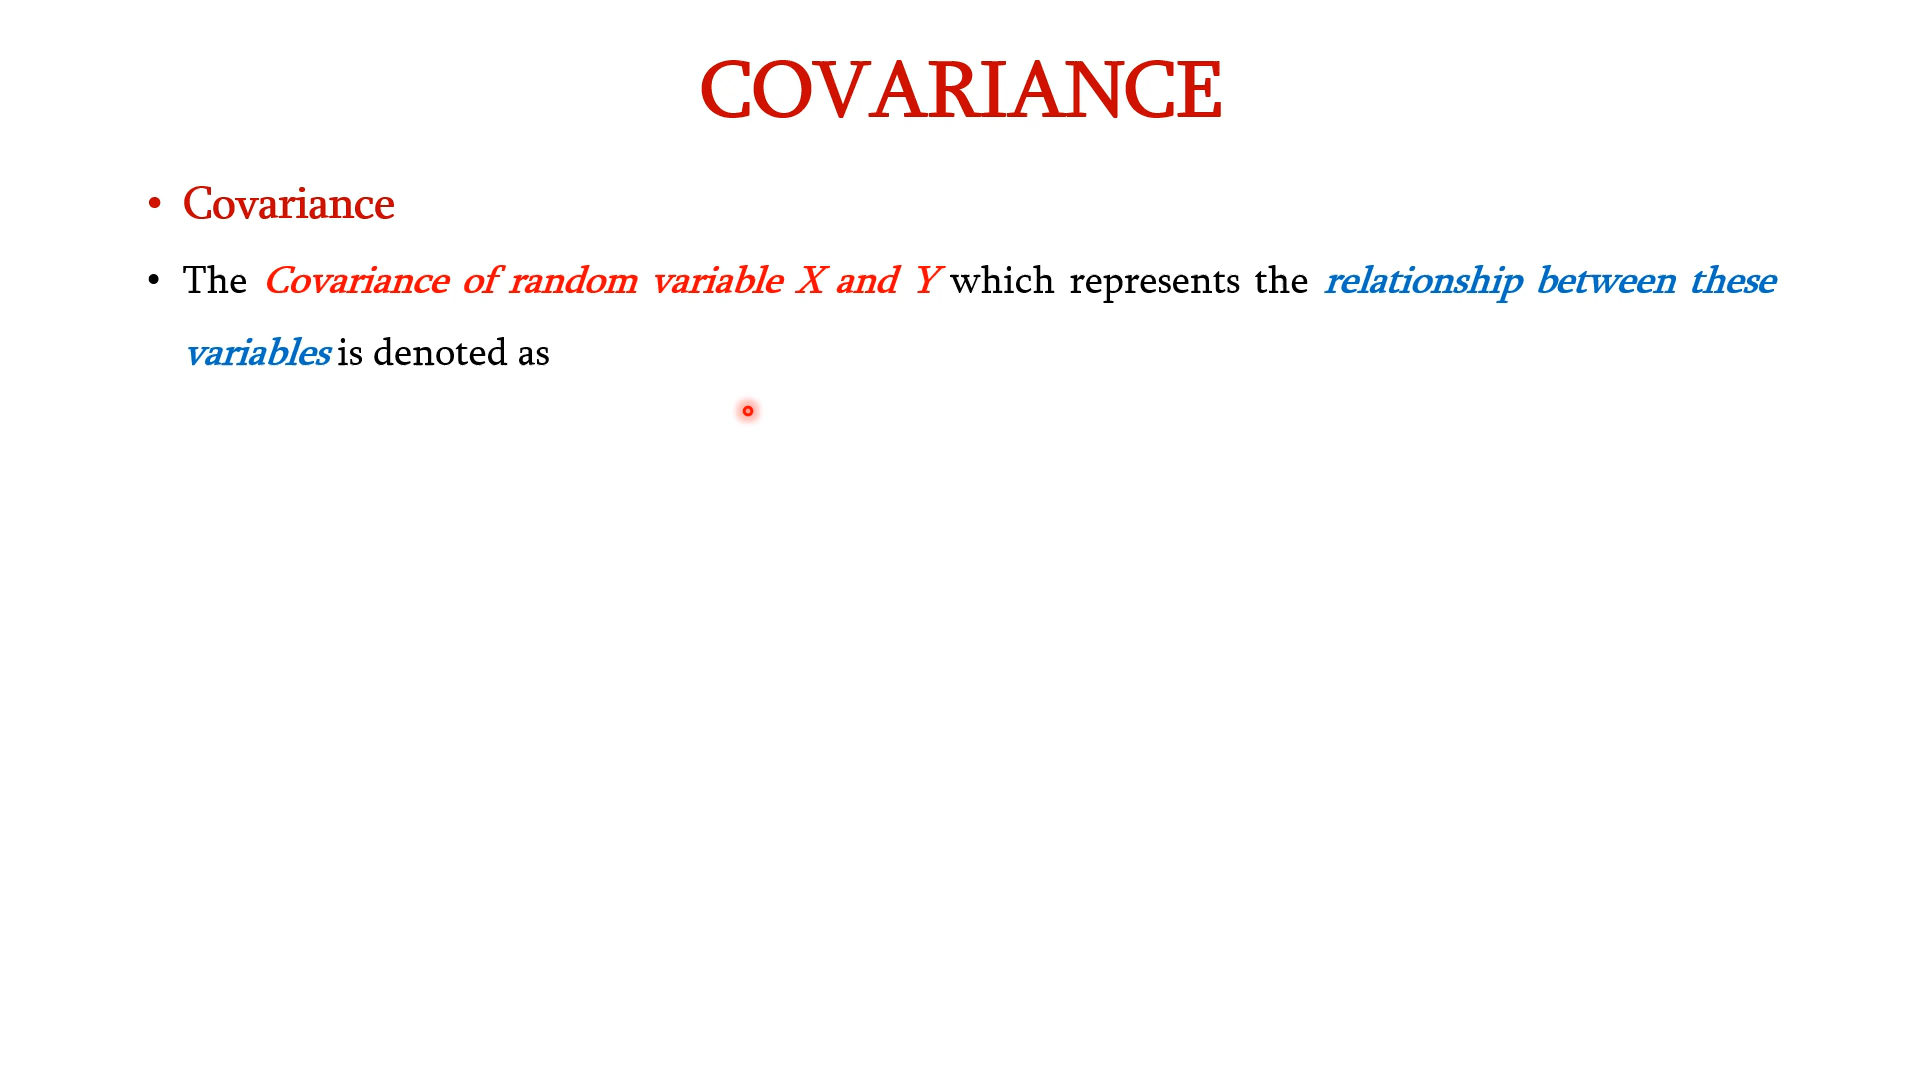 COVARIANCE
• Covariance
• The Covariance of random variable X and Y which represents the relationship between these
variables is denoted as